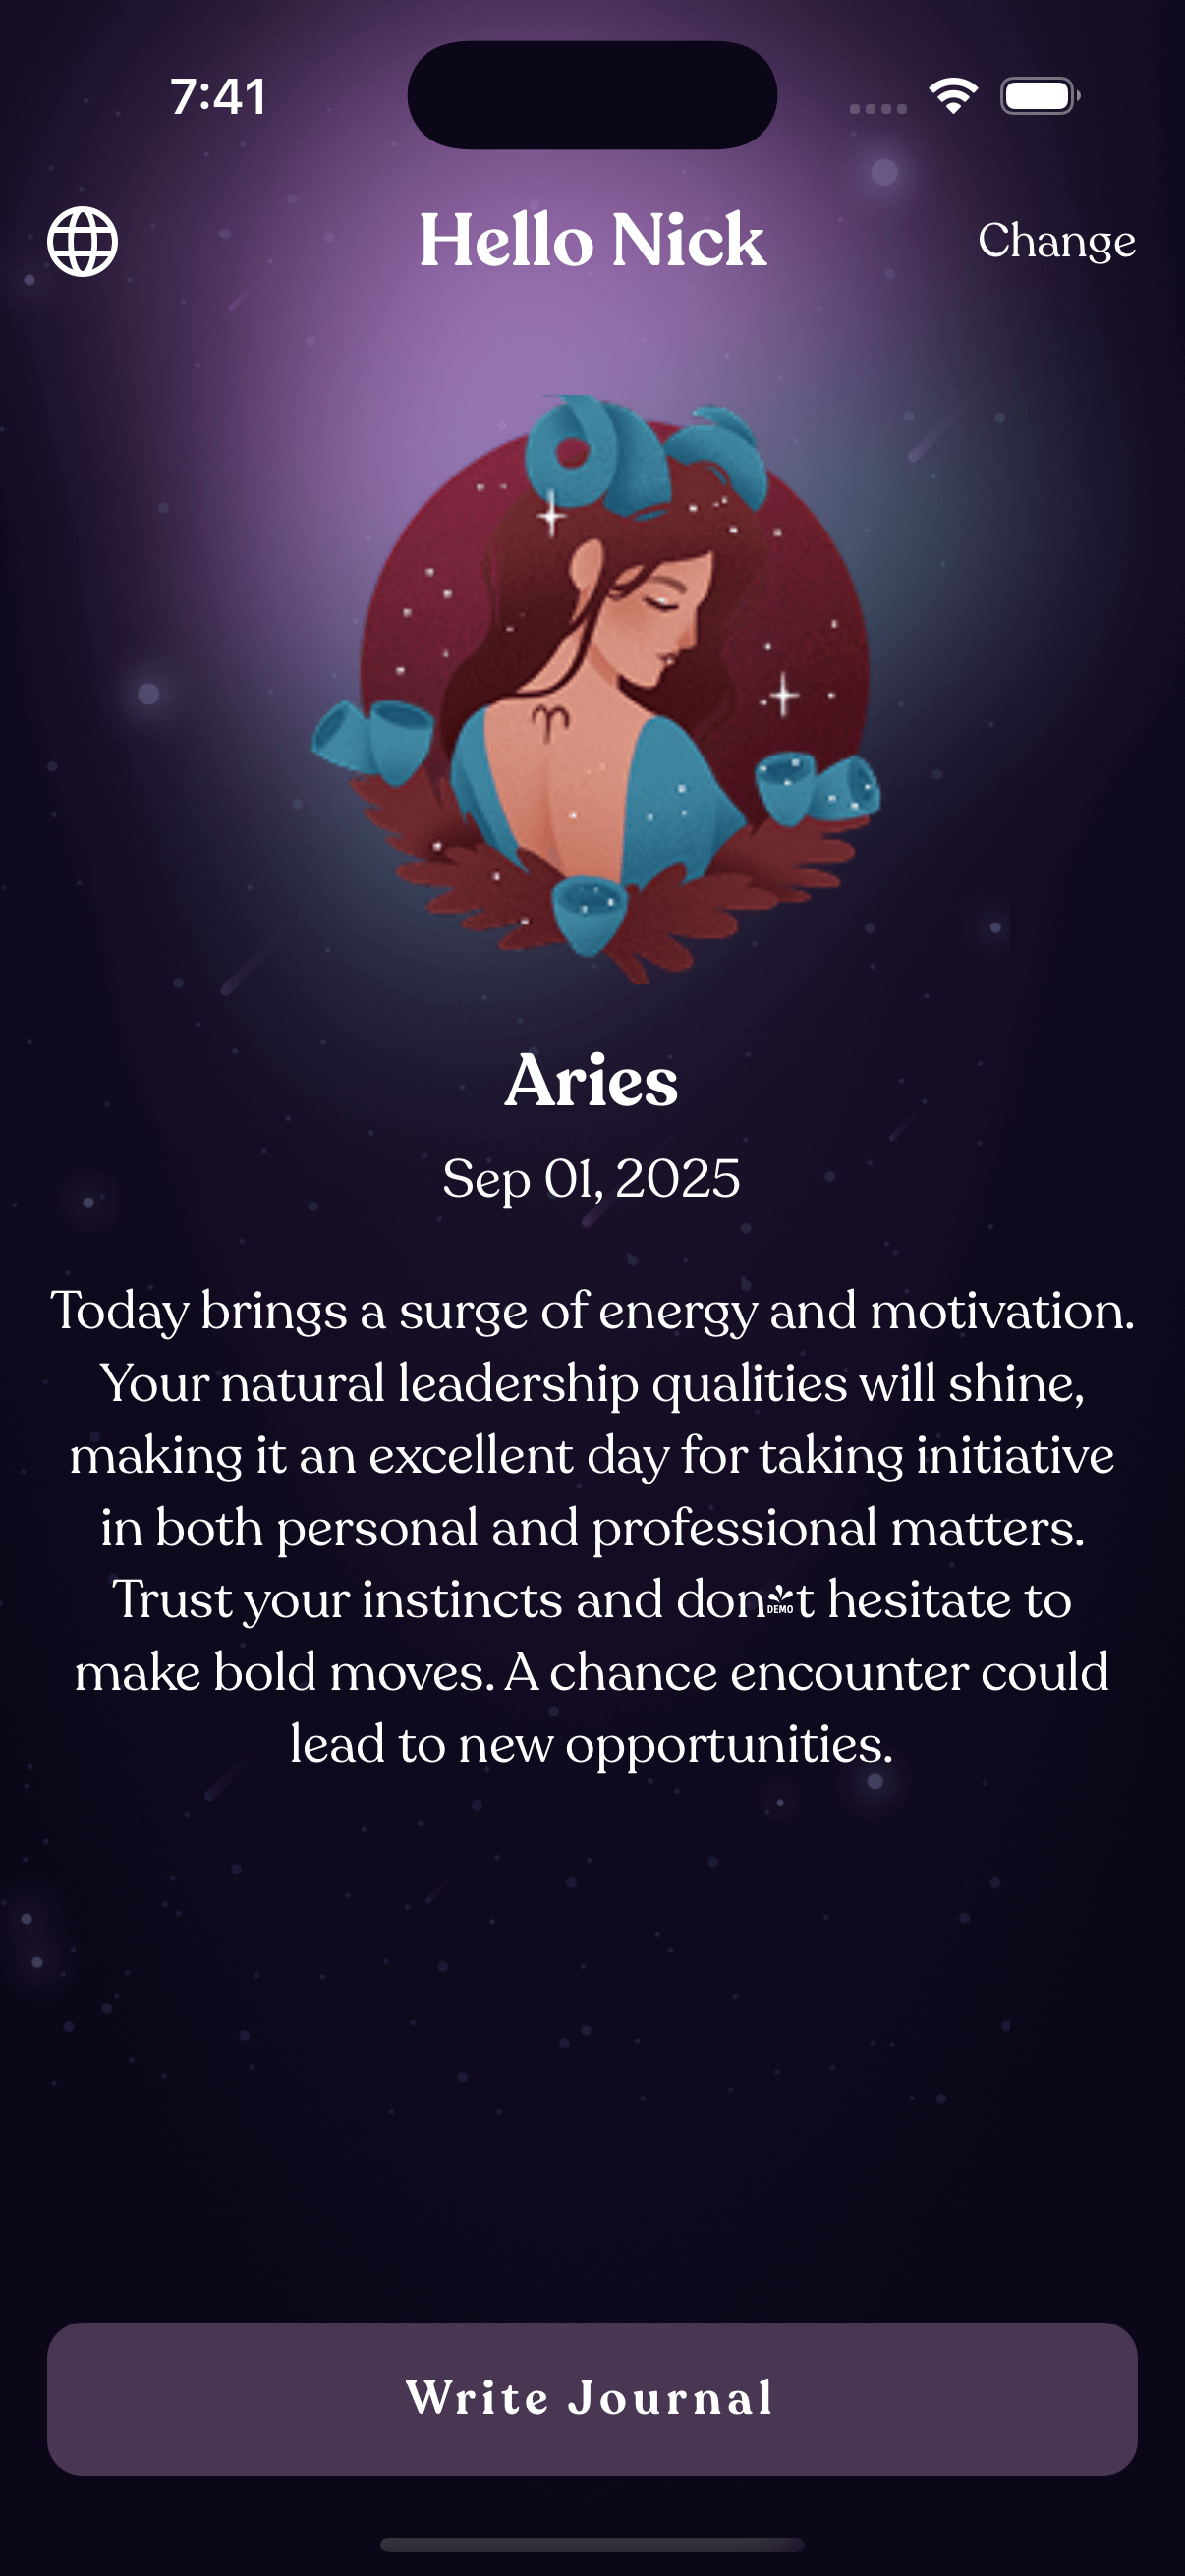 7:41
Hello Nick
Change
Aries
Sep 01, 2025
Today brings a surge of energy and motivation.
Your natural leadership qualities will shine,
making it an excellent day for taking initiative
in both personal and professional matters.
Trust your instincts and donDEMOt hesitate to
make bold moves. A chance encounter could
lead to new opportunities.
Write Journal